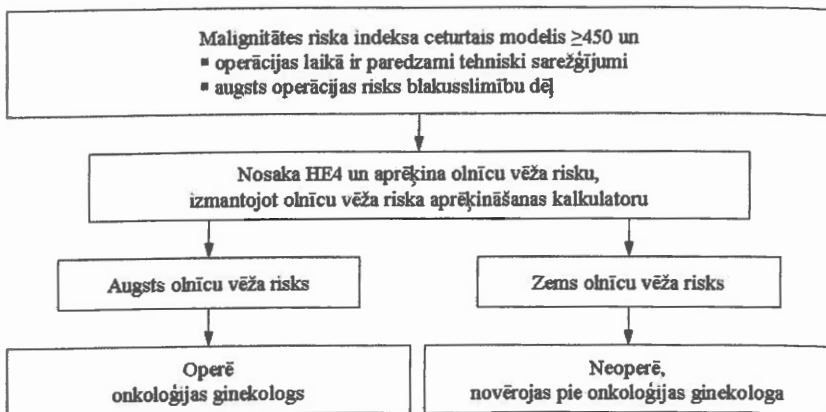 Malignitātes riska indeksa ceturtais modelis ≥450 un
▪ operācijas laikā ir paredzami tehniski sarežģījumi
▪ augsts operācijas risks blakusslimību dēļ
Nosaka HE4 un aprēķina olnīcu vēža risku,
izmantojot olnīcu vēža riska aprēķināšanas kalkulatoru
Augsts olnīcu vēža risks
Zems olnīcu vēža risks
Operē
onkoloģijas ginekologs
Neoperē,
novērojas pie onkoloģijas ginekologa